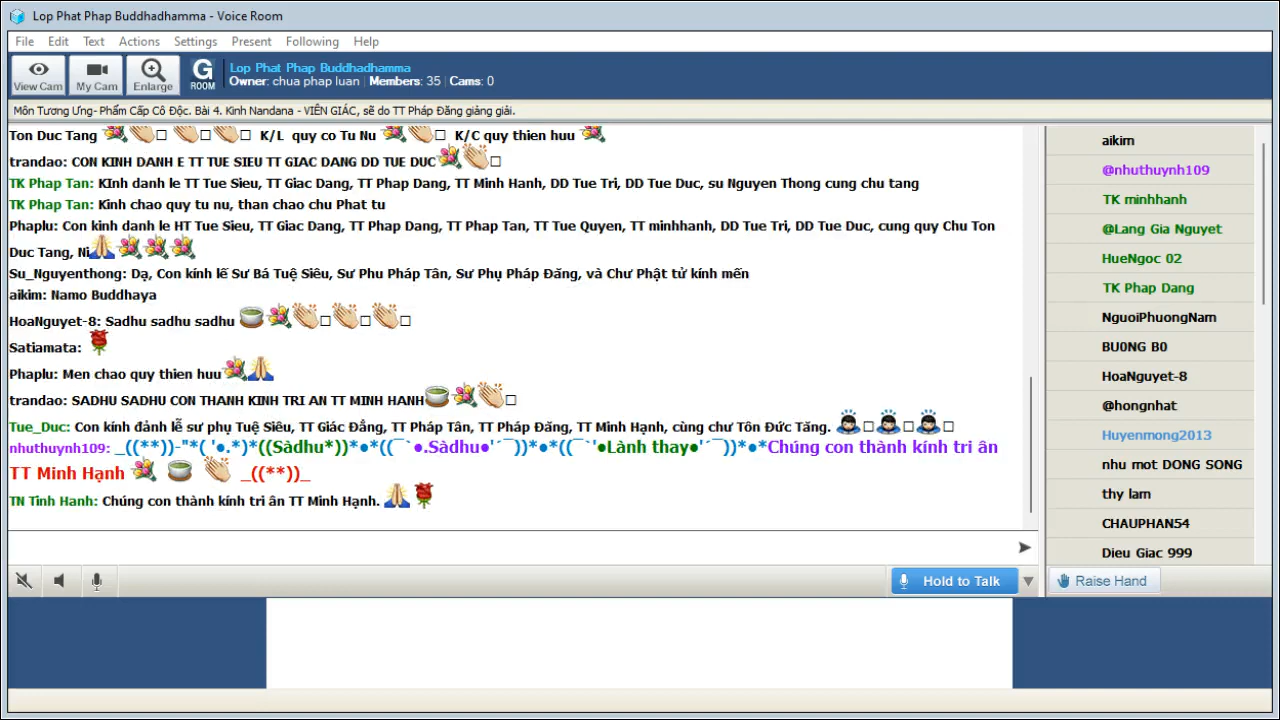 Lop Phat Phap Buddhadhamma - Voice Room
File Edit Text Actions Settings Present Following Help
View Cam My Cam Enlarge G ROOM
Lop Phat Phap Buddhadhamma
Owner: chua phap luan Members: 35 Cams: 0
Môn Tương Ưng- Phẩm Cấp Cô Độc. Bài 4. Kinh Nandana - VIÊN GIÁC, sẽ do TT Pháp Đăng giảng giải.
Ton Duc Tang K/L quy co Tu Nu K/C quy thien huu
trandao: CON KINH DANH E TT TUE SIEU TT GIAC DANG DD TUE DUC
TK Phap Tan: KInh danh le TT Tue Sieu, TT Giac Dang, TT Phap Dang, TT Minh Hanh, DD Tue Tri, DD Tue Duc, su Nguyen Thong cung chu tang
TK Phap Tan: Kinh chao quy tu nu, than chao chu Phat tu
Phaplu: Con kinh danh le HT Tue Sieu, TT Giac Dang, TT Phap Dang, TT Phap Tan, TT Tue Quyen, TT minhhanh, DD Tue Tri, DD Tue Duc, cung quy Chu Ton
Duc Tang, Ni
Su_Nguyenthong: Dạ, Con kính lễ Sư Bá Tuệ Siêu, Sư Phu Pháp Tân, Sư Phụ Pháp Đăng, và Chư Phật tử kính mến
aikim: Namo Buddhaya
HoaNguyet-8: Sadhu sadhu sadhu
Satiamata:
Phaplu: Men chao quy thien huu
trandao: SADHU SADHU CON THANH KINH TRI AN TT MINH HANH
Tue_Duc: Con kính đảnh lễ sư phụ Tuệ Siêu, TT Giác Đẳng, TT Pháp Tân, TT Pháp Đăng, TT Minh Hạnh, cùng chư Tôn Đức Tăng.
nhuthuynh109: _((**))-"*( '●.*)*((Sàdhu*))*●*((¯`●.Sàdhu●'´¯))*●*((¯`'●Lành thay●'´¯))*●*Chúng con thành kính tri ân
TT Minh Hạnh _((**))_
TN Tinh Hanh: Chúng con thành kính tri ân TT Minh Hạnh.
Hold to Talk
aikim
@nhuthuynh109
TK minhhanh
@Lang Gia Nguyet
HueNgoc 02
TK Phap Dang
NguoiPhuongNam
BU0NG B0
HoaNguyet-8
@hongnhat
Huyenmong2013
nhu mot DONG SONG
thy lam
CHAUPHAN54
Dieu Giac 999
Raise Hand